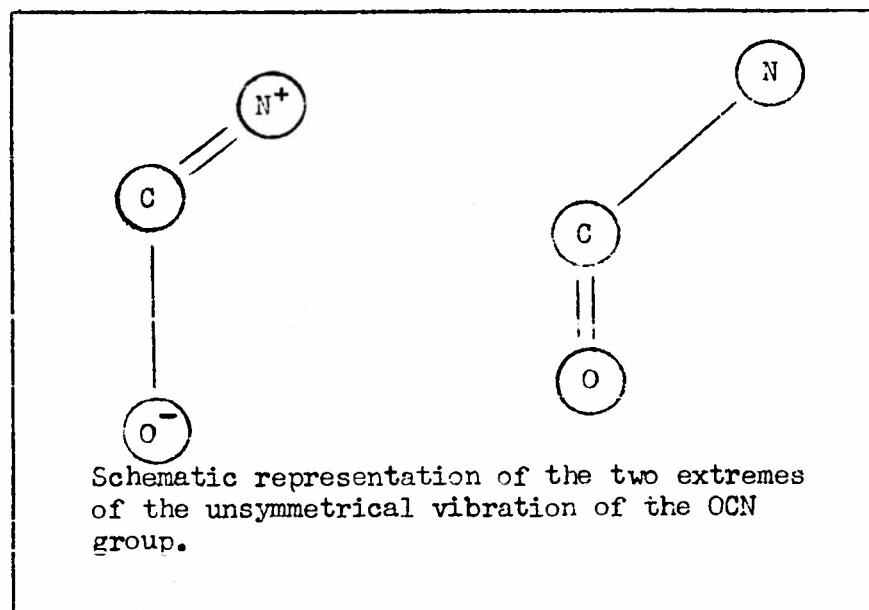 N⁺ N
C C
O⁻ O
Schematic representation of the two extremes
of the unsymmetrical vibration of the OCN
group.